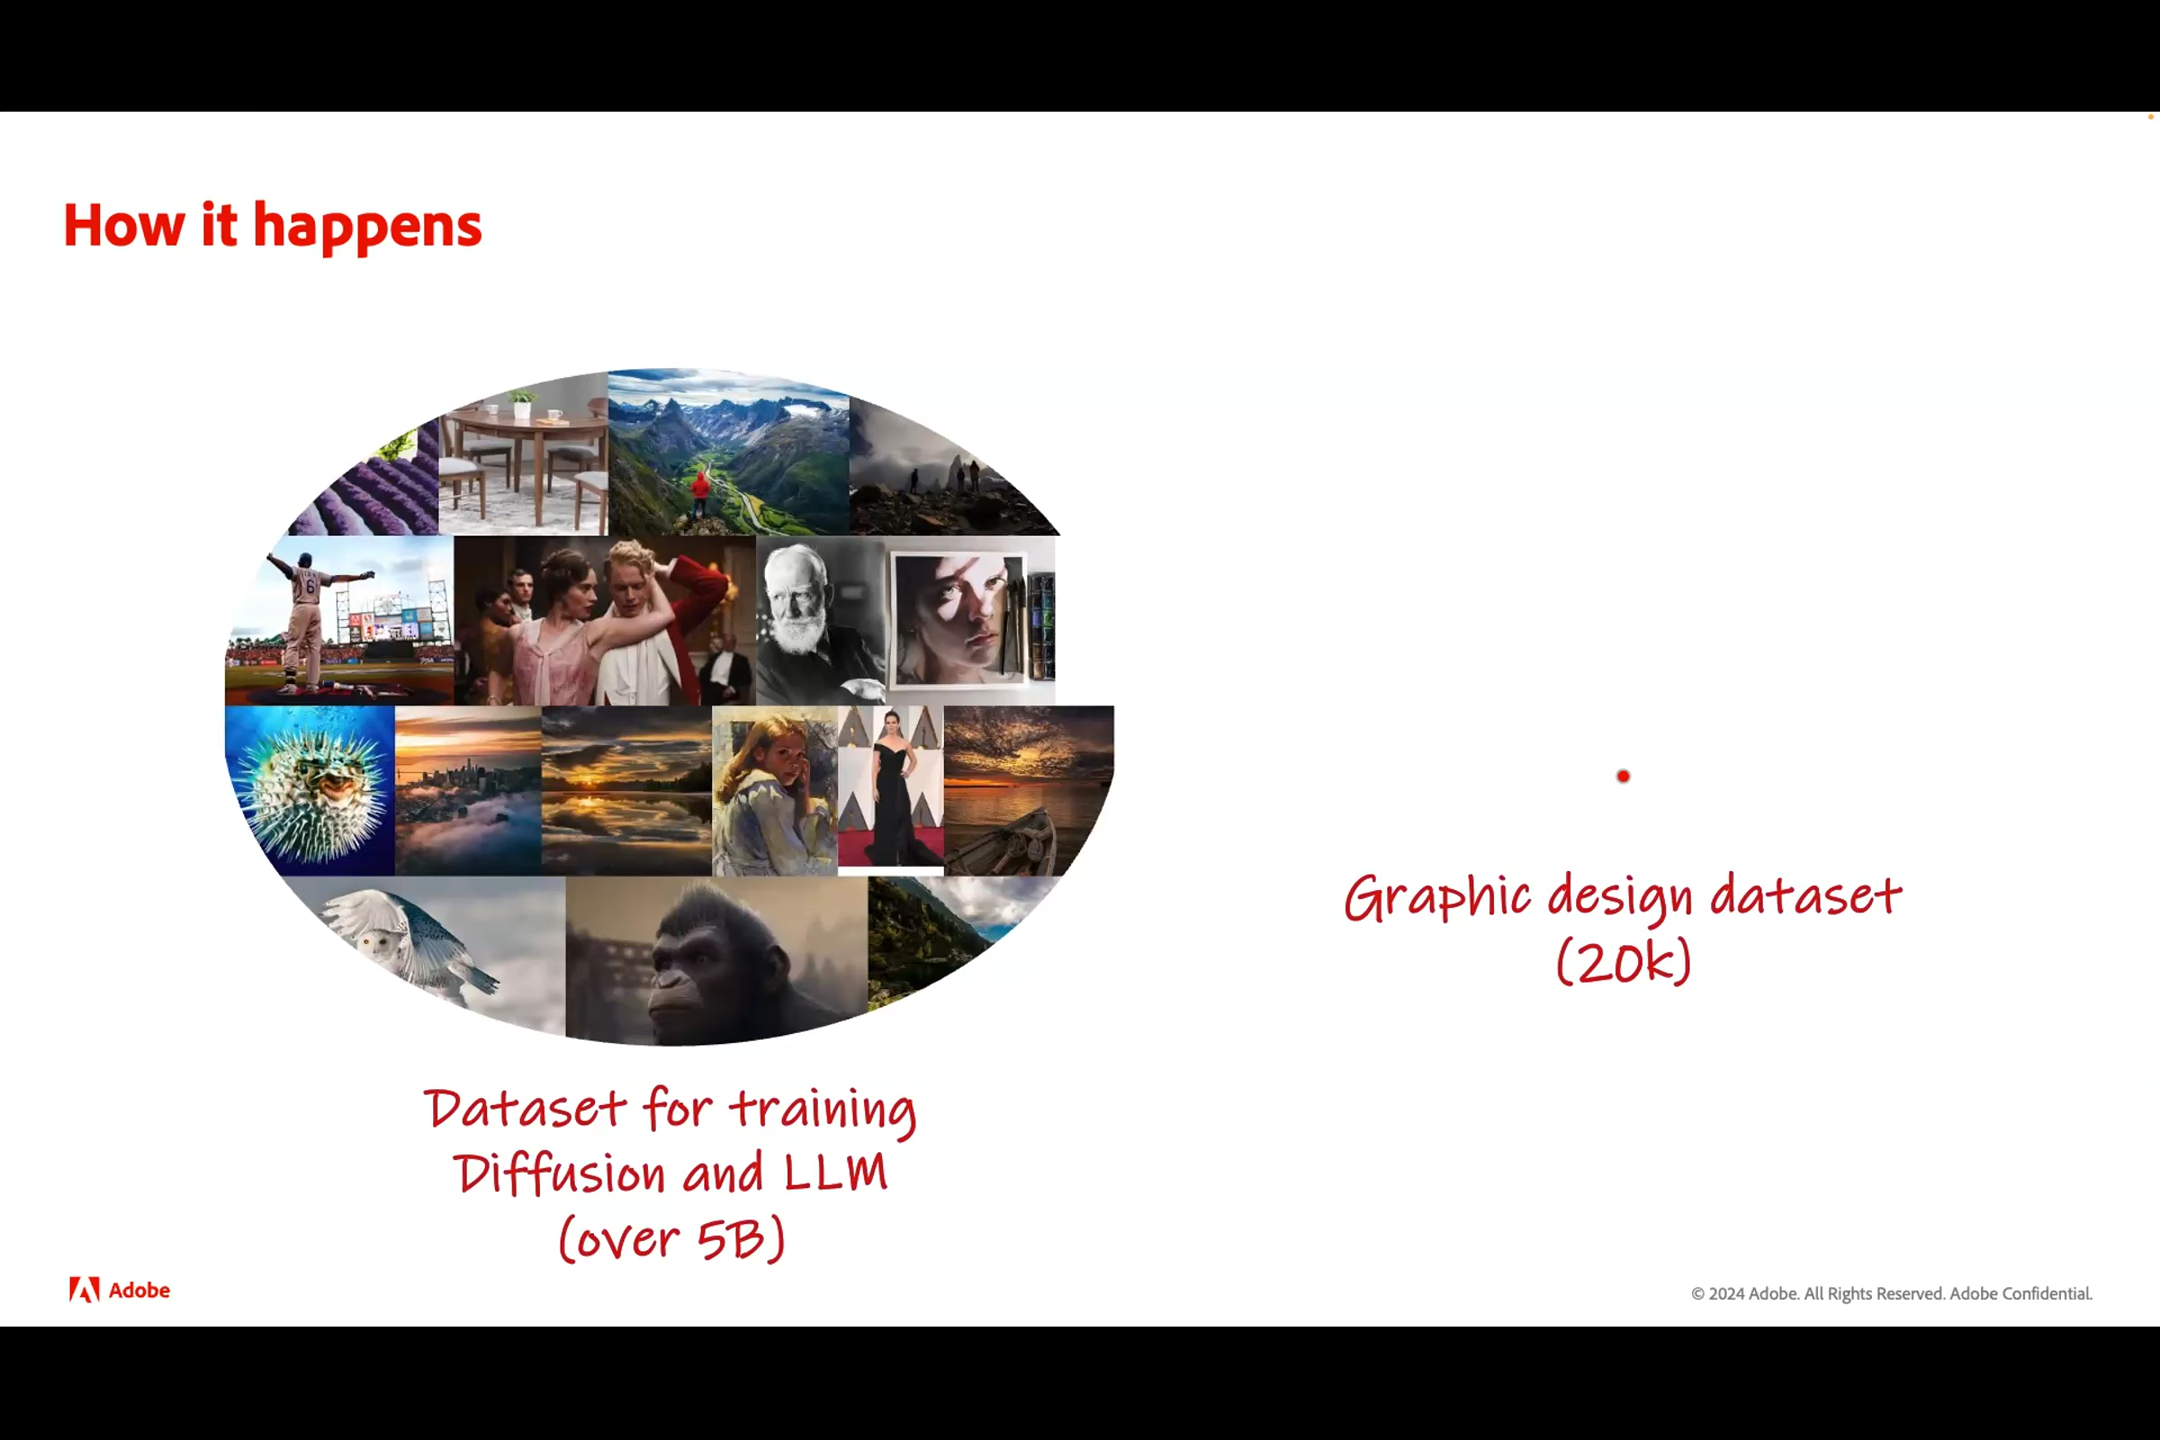 How it happens
Dataset for training
Diffusion and LLM
(over 5B)
Graphic design dataset
(20k)
Adobe
© 2024 Adobe. All Rights Reserved. Adobe Confidential.
6